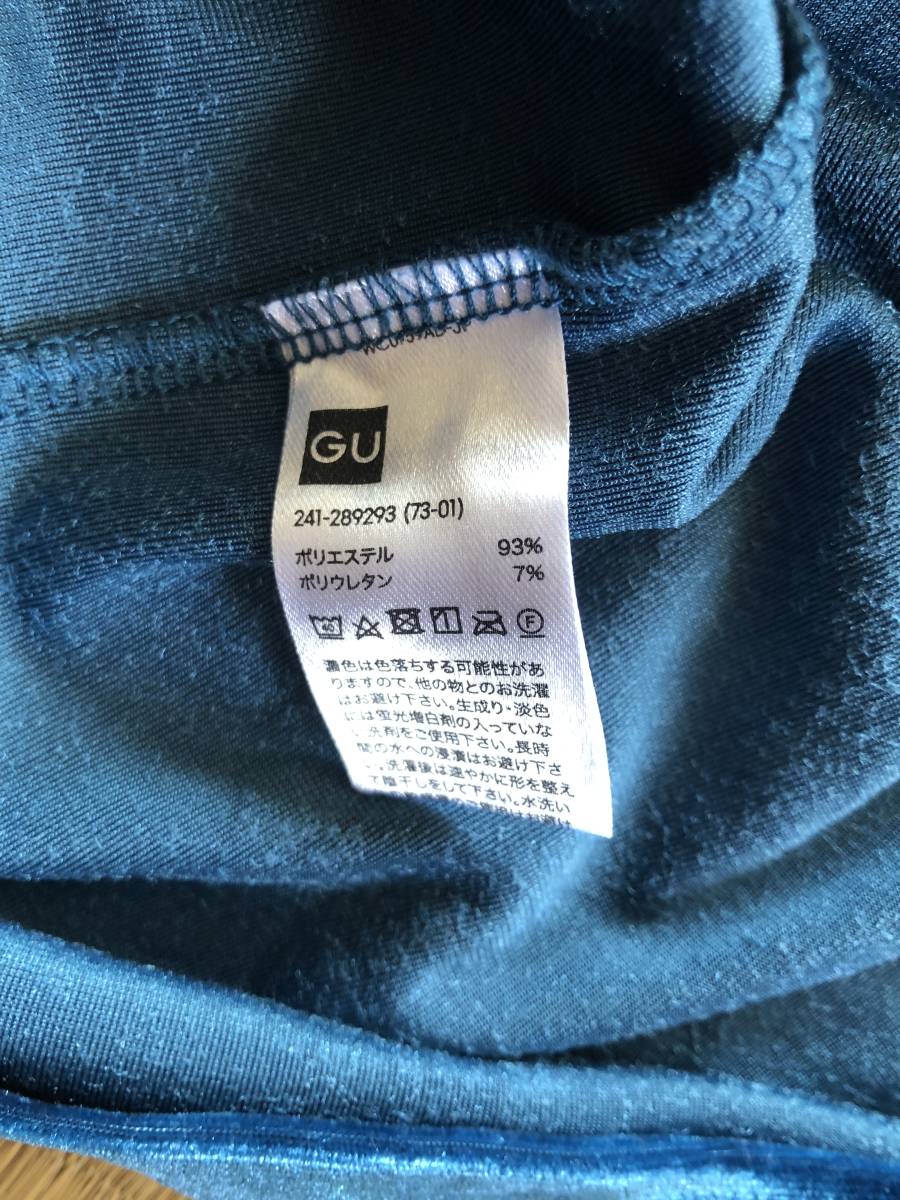 GU
241-289293 (73-01)
ポリエステル 93%
ポリウレタン 7%
40
F
濃色は色落ちする可能性があ
りますので、他の物とのお洗濯
はお避け下さい。生成り・淡色
には蛍光増白剤の入っていな
い洗剤をご使用下さい。長時
間の水への浸漬はお避け下さ
い。洗濯後は速やかに形を整え
て陰干しをして下さい。水洗い
はお避け